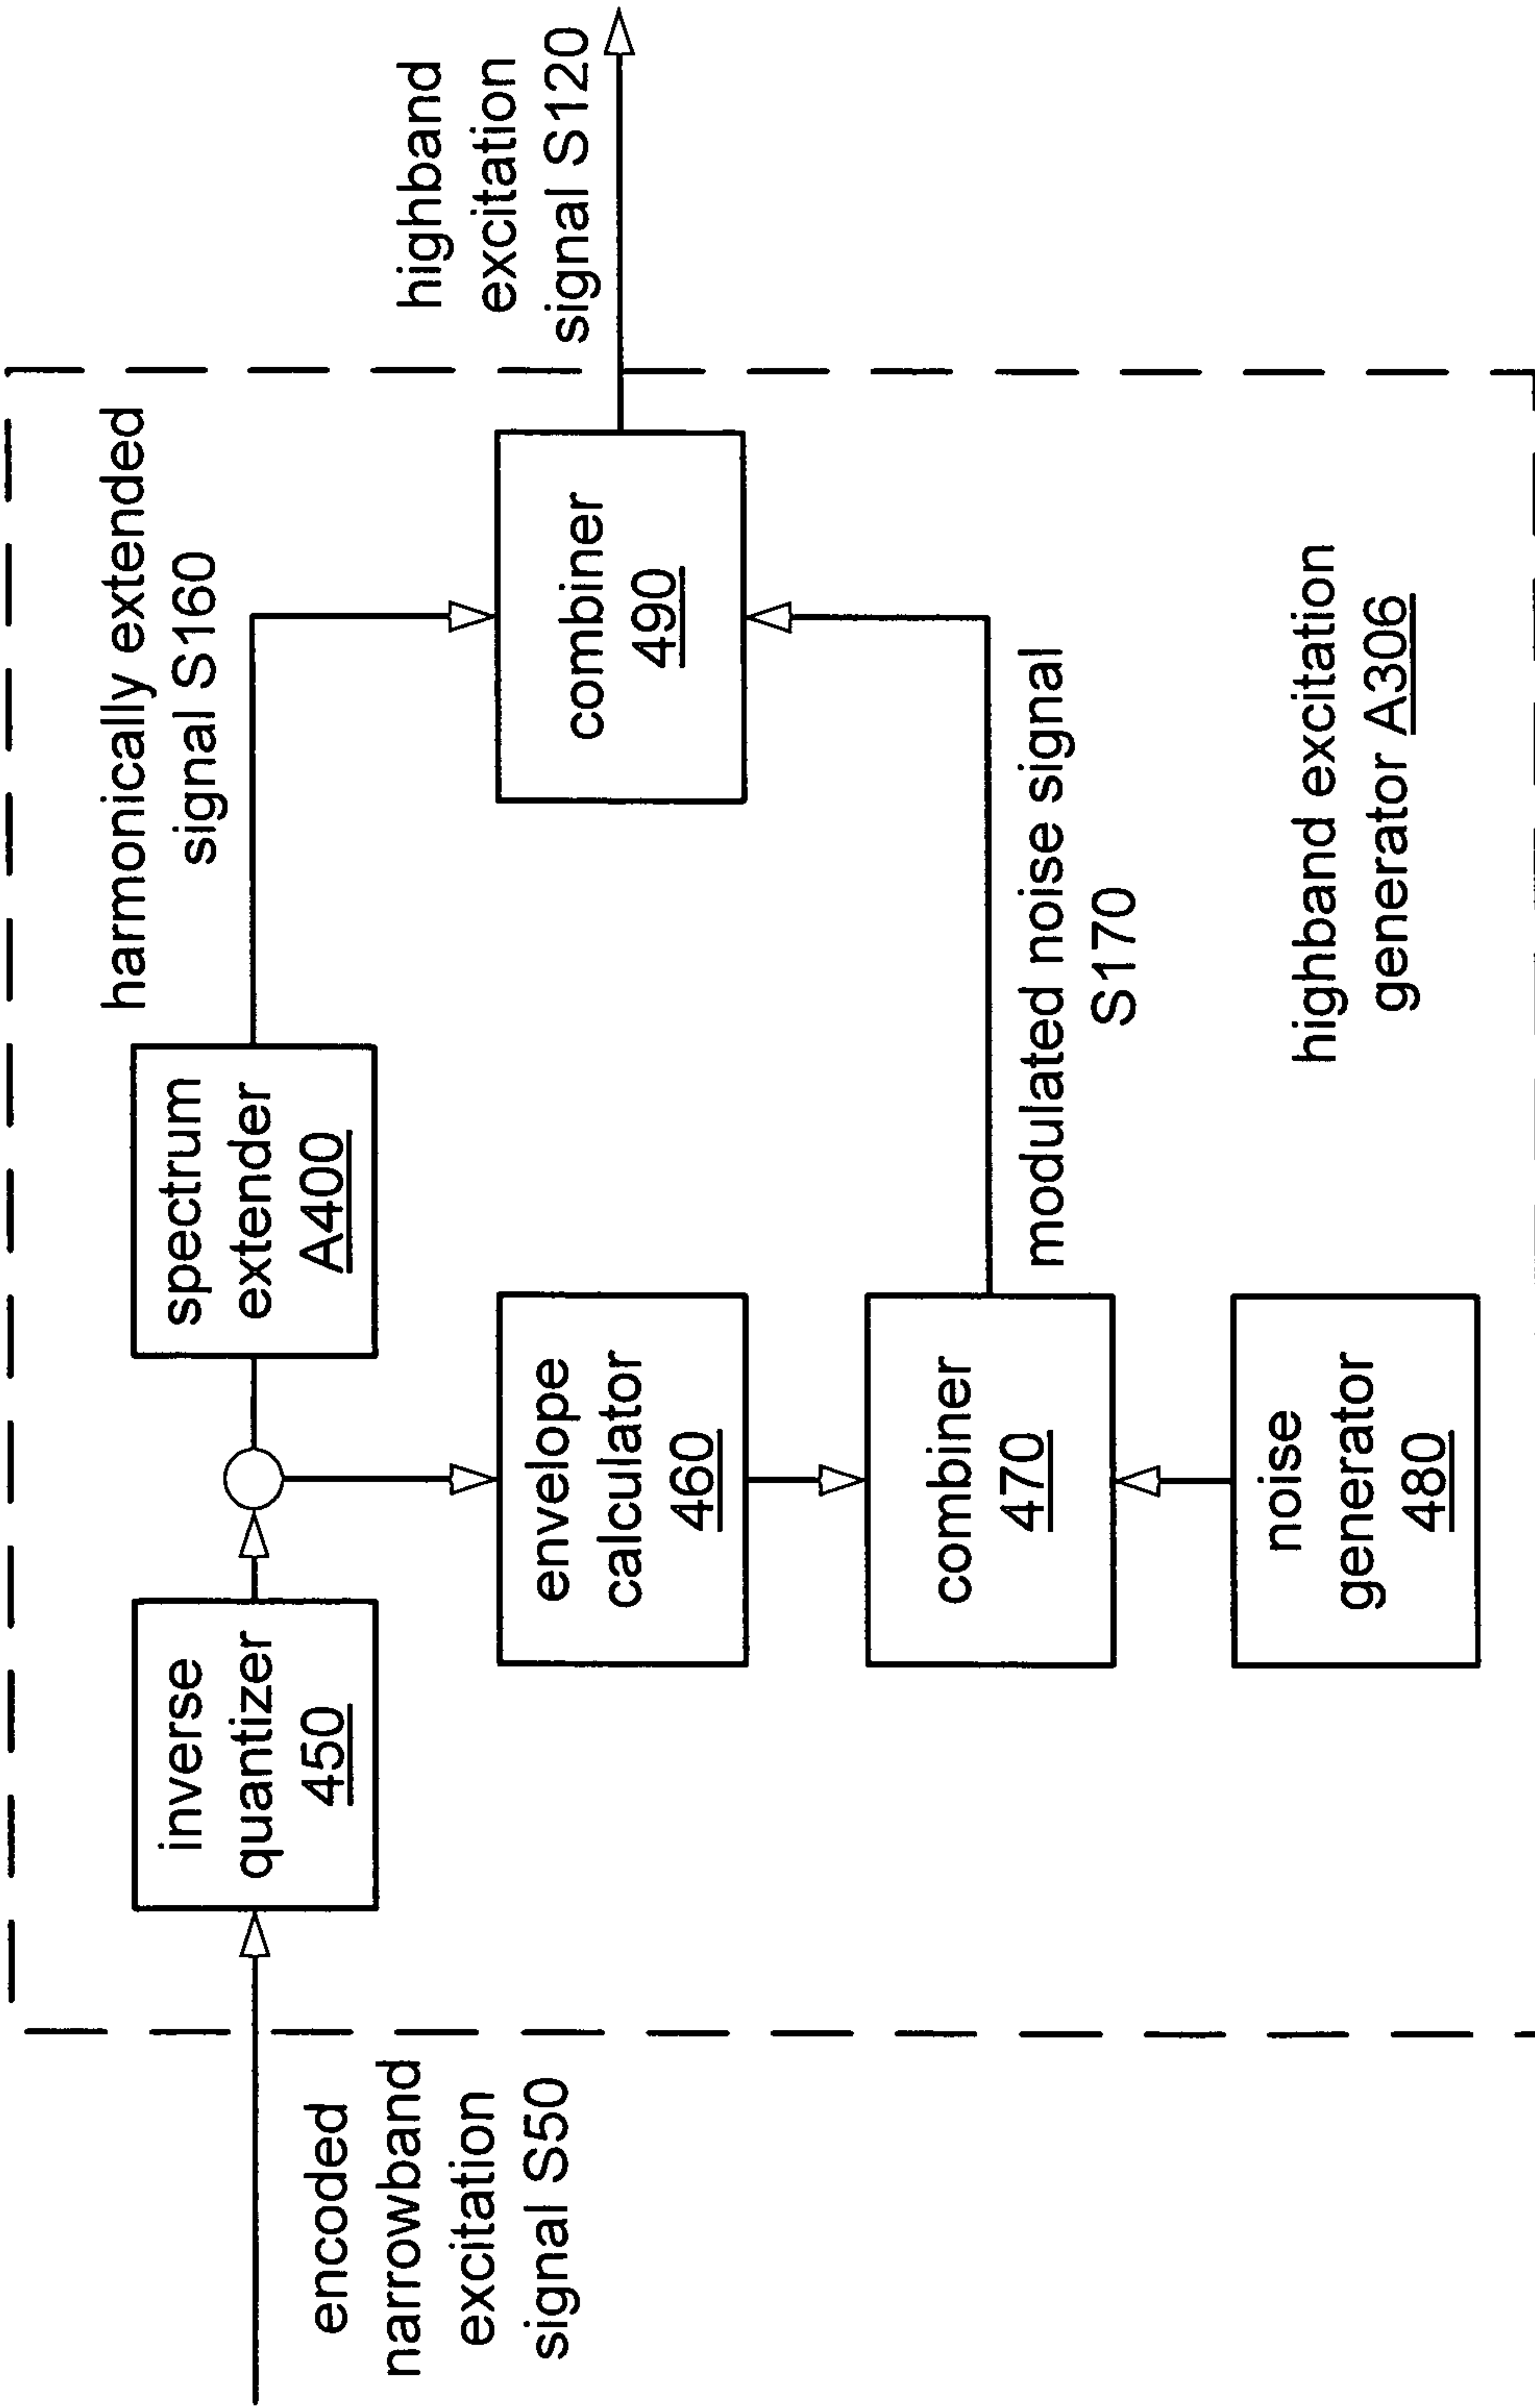 encoded
narrowband
excitation
signal S50
inverse
quantizer
450
spectrum
extender
A400
harmonically extended
signal S160
envelope
calculator
460
combiner
470
noise
generator
480
modulated noise signal
S170
combiner
490
highband
excitation
signal S120
highband excitation
generator A306